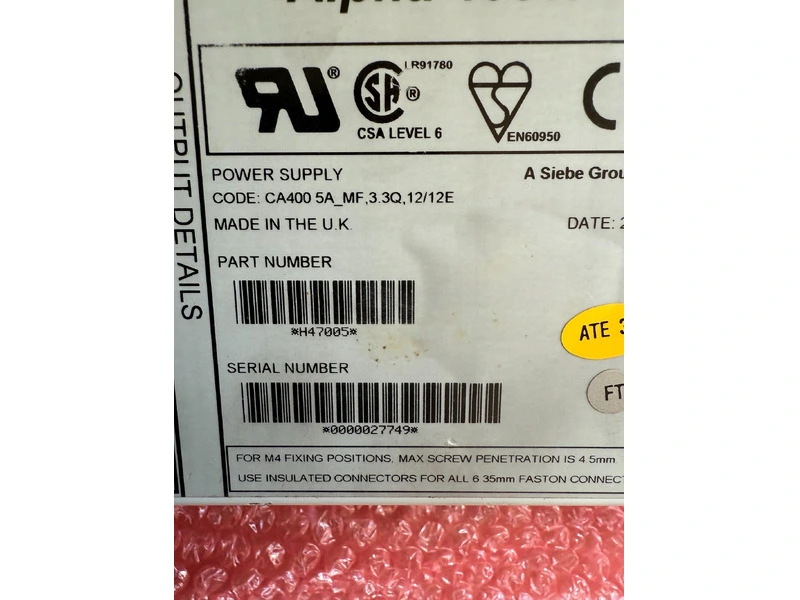 OUTPUT DETAILS
LR91780
CSA LEVEL 6
EN60950
POWER SUPPLY
A Siebe
CODE: CA400 5A_MF,3.3Q,12/12E
MADE IN THE U.K.
DATE:
PART NUMBER
*H47005*
ATE
SERIAL NUMBER
FT
*0000027749*
FOR M4 FIXING POSITIONS, MAX SCREW PENETRATION IS 4 5mm
USE INSULATED CONNECTORS FOR ALL 6 35mm FASTON